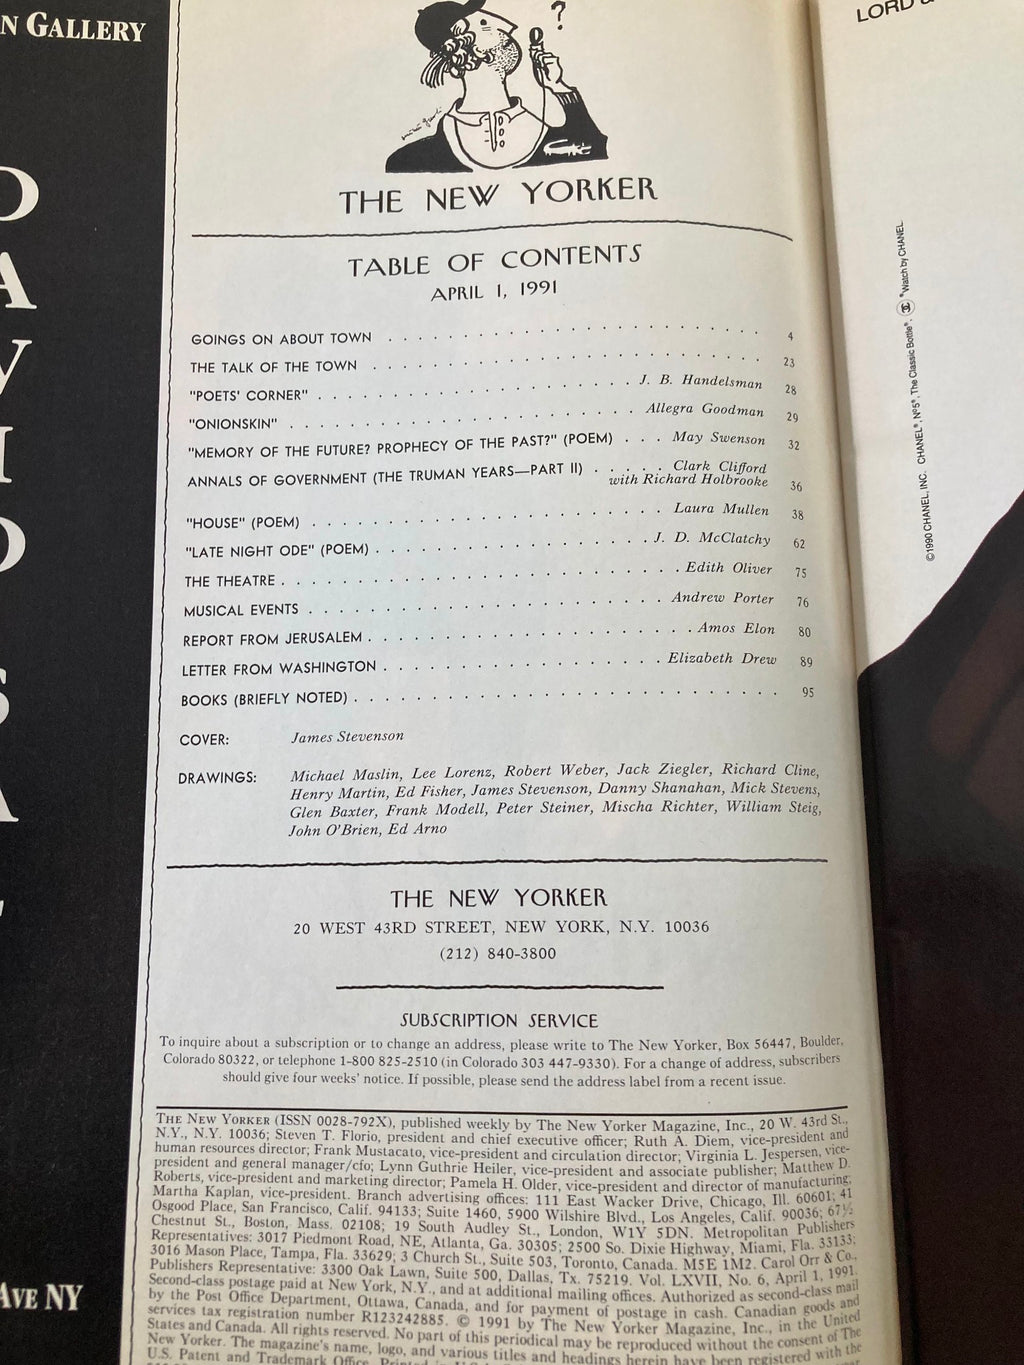 N GALLERY
D
A
V
I
D
S
A
AVE NY
?
THE NEW YORKER
TABLE OF CONTENTS
APRIL 1, 1991
GOINGS ON ABOUT TOWN . . . . . . . . . . . . . . . . . . . 4
THE TALK OF THE TOWN . . . . . . . . . . . . . . . . . . . 23
"POETS' CORNER" . . . . . . . . . . . . . . . . . . J. B. Handelsman 28
"ONIONSKIN" . . . . . . . . . . . . . . . . . . . . Allegra Goodman 29
"MEMORY OF THE FUTURE? PROPHECY OF THE PAST?" (POEM) . . . May Swenson 32
ANNALS OF GOVERNMENT (THE TRUMAN YEARS—PART II) . . . . . Clark Clifford
with Richard Holbrooke 36
"HOUSE" (POEM) . . . . . . . . . . . . . . . . . . . . Laura Mullen 38
"LATE NIGHT ODE" (POEM) . . . . . . . . . . . . . . . . J. D. McClatchy 62
THE THEATRE . . . . . . . . . . . . . . . . . . . . . . Edith Oliver 75
MUSICAL EVENTS . . . . . . . . . . . . . . . . . . . . Andrew Porter 76
REPORT FROM JERUSALEM . . . . . . . . . . . . . . . . . . Amos Elon 80
LETTER FROM WASHINGTON . . . . . . . . . . . . . . . . Elizabeth Drew 89
BOOKS (BRIEFLY NOTED) . . . . . . . . . . . . . . . . . . . . . . 95
COVER: James Stevenson
DRAWINGS: Michael Maslin, Lee Lorenz, Robert Weber, Jack Ziegler, Richard Cline,
Henry Martin, Ed Fisher, James Stevenson, Danny Shanahan, Mick Stevens,
Glen Baxter, Frank Modell, Peter Steiner, Mischa Richter, William Steig,
John O'Brien, Ed Arno
THE NEW YORKER
20 WEST 43RD STREET, NEW YORK, N.Y. 10036
(212) 840-3800
SUBSCRIPTION SERVICE
To inquire about a subscription or to change an address, please write to The New Yorker, Box 56447, Boulder,
Colorado 80322, or telephone 1-800 825-2510 (in Colorado 303 447-9330). For a change of address, subscribers
should give four weeks' notice. If possible, please send the address label from a recent issue.
THE NEW YORKER (ISSN 0028-792X), published weekly by The New Yorker Magazine, Inc., 20 W. 43rd St.,
N.Y., N.Y. 10036; Steven T. Florio, president and chief executive officer; Ruth A. Diem, vice-president and
human resources director; Frank Mustacato, vice-president and circulation director; Virginia L. Jespersen, vice-
president and general manager/cfo; Lynn Guthrie Heiler, vice-president and associate publisher; Matthew D.
Roberts, vice-president and marketing director; Pamela H. Older, vice-president and director of manufacturing;
Martha Kaplan, vice-president. Branch advertising offices: 111 East Wacker Drive, Chicago, Ill. 60601; 41
Osgood Place, San Francisco, Calif. 94133; Suite 1460, 5900 Wilshire Blvd., Los Angeles, Calif. 90036; 67½
Chestnut St., Boston, Mass. 02108; 19 South Audley St., London, W1Y 5DN. Metropolitan Publishers
Representatives: 3017 Piedmont Road, NE, Atlanta, Ga. 30305; 2500 So. Dixie Highway, Miami, Fla. 33133;
3016 Mason Place, Tampa, Fla. 33629; 3 Church St., Suite 503, Toronto, Canada. M5E 1M2. Carol Orr & Co.,
Publishers Representative: 3300 Oak Lawn, Suite 500, Dallas, Tx. 75219. Vol. LXVII, No. 6, April 1, 1991.
Second-class postage paid at New York, N.Y., and at additional mailing offices. Authorized as second-class mail
by the Post Office Department, Ottawa, Canada, and for payment of postage in cash. Canadian goods and
services tax registration number R123242885. © 1991 by The New Yorker Magazine, Inc., in the United
States and Canada. All rights reserved. No part of this periodical may be reproduced without the consent of The
New Yorker. The magazine's name, logo, and various titles and headings herein have been registered with the
U.S. Patent and Trademark Office.
LORD &
©1990 CHANEL, INC. CHANEL®, Nº5®, The Classic Bottle®, ®Watch by CHANEL